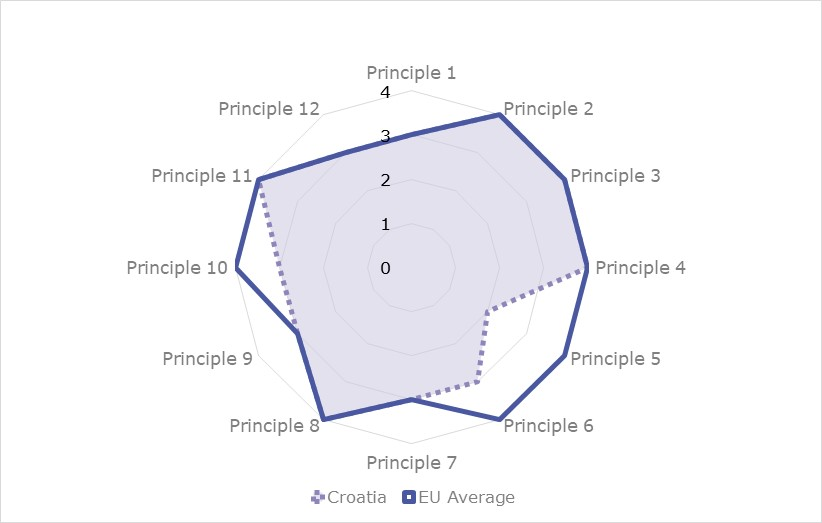 Principle 1
Principle 2
Principle 3
Principle 4
Principle 5
Principle 6
Principle 7
Principle 8
Principle 9
Principle 10
Principle 11
Principle 12
4
3
2
1
0
Croatia
EU Average